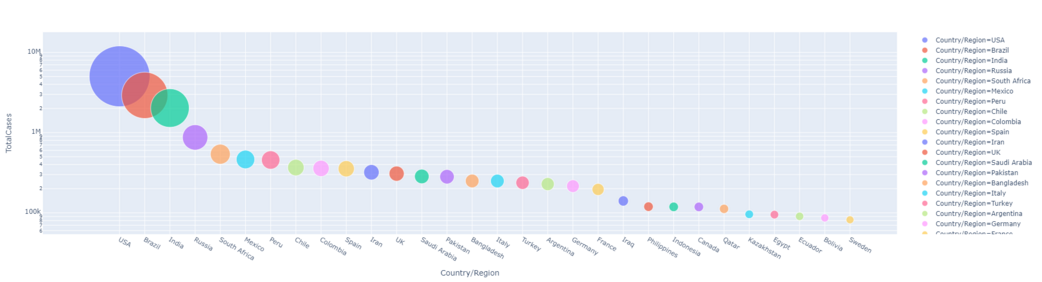 10M
5
2
1M
5
2
100k
TotalCases
USA
Brazil
India
Russia
South Africa
Mexico
Peru
Chile
Colombia
Spain
Iran
UK
Saudi Arabia
Pakistan
Bangladesh
Italy
Turkey
Argentina
Germany
France
Iraq
Philippines
Indonesia
Canada
Qatar
Kazakhstan
Egypt
Ecuador
Bolivia
Sweden
Country/Region
Country/Region=USA
Country/Region=Brazil
Country/Region=India
Country/Region=Russia
Country/Region=South Africa
Country/Region=Mexico
Country/Region=Peru
Country/Region=Chile
Country/Region=Colombia
Country/Region=Spain
Country/Region=Iran
Country/Region=UK
Country/Region=Saudi Arabia
Country/Region=Pakistan
Country/Region=Bangladesh
Country/Region=Italy
Country/Region=Turkey
Country/Region=Argentina
Country/Region=Germany
Country/Region=France